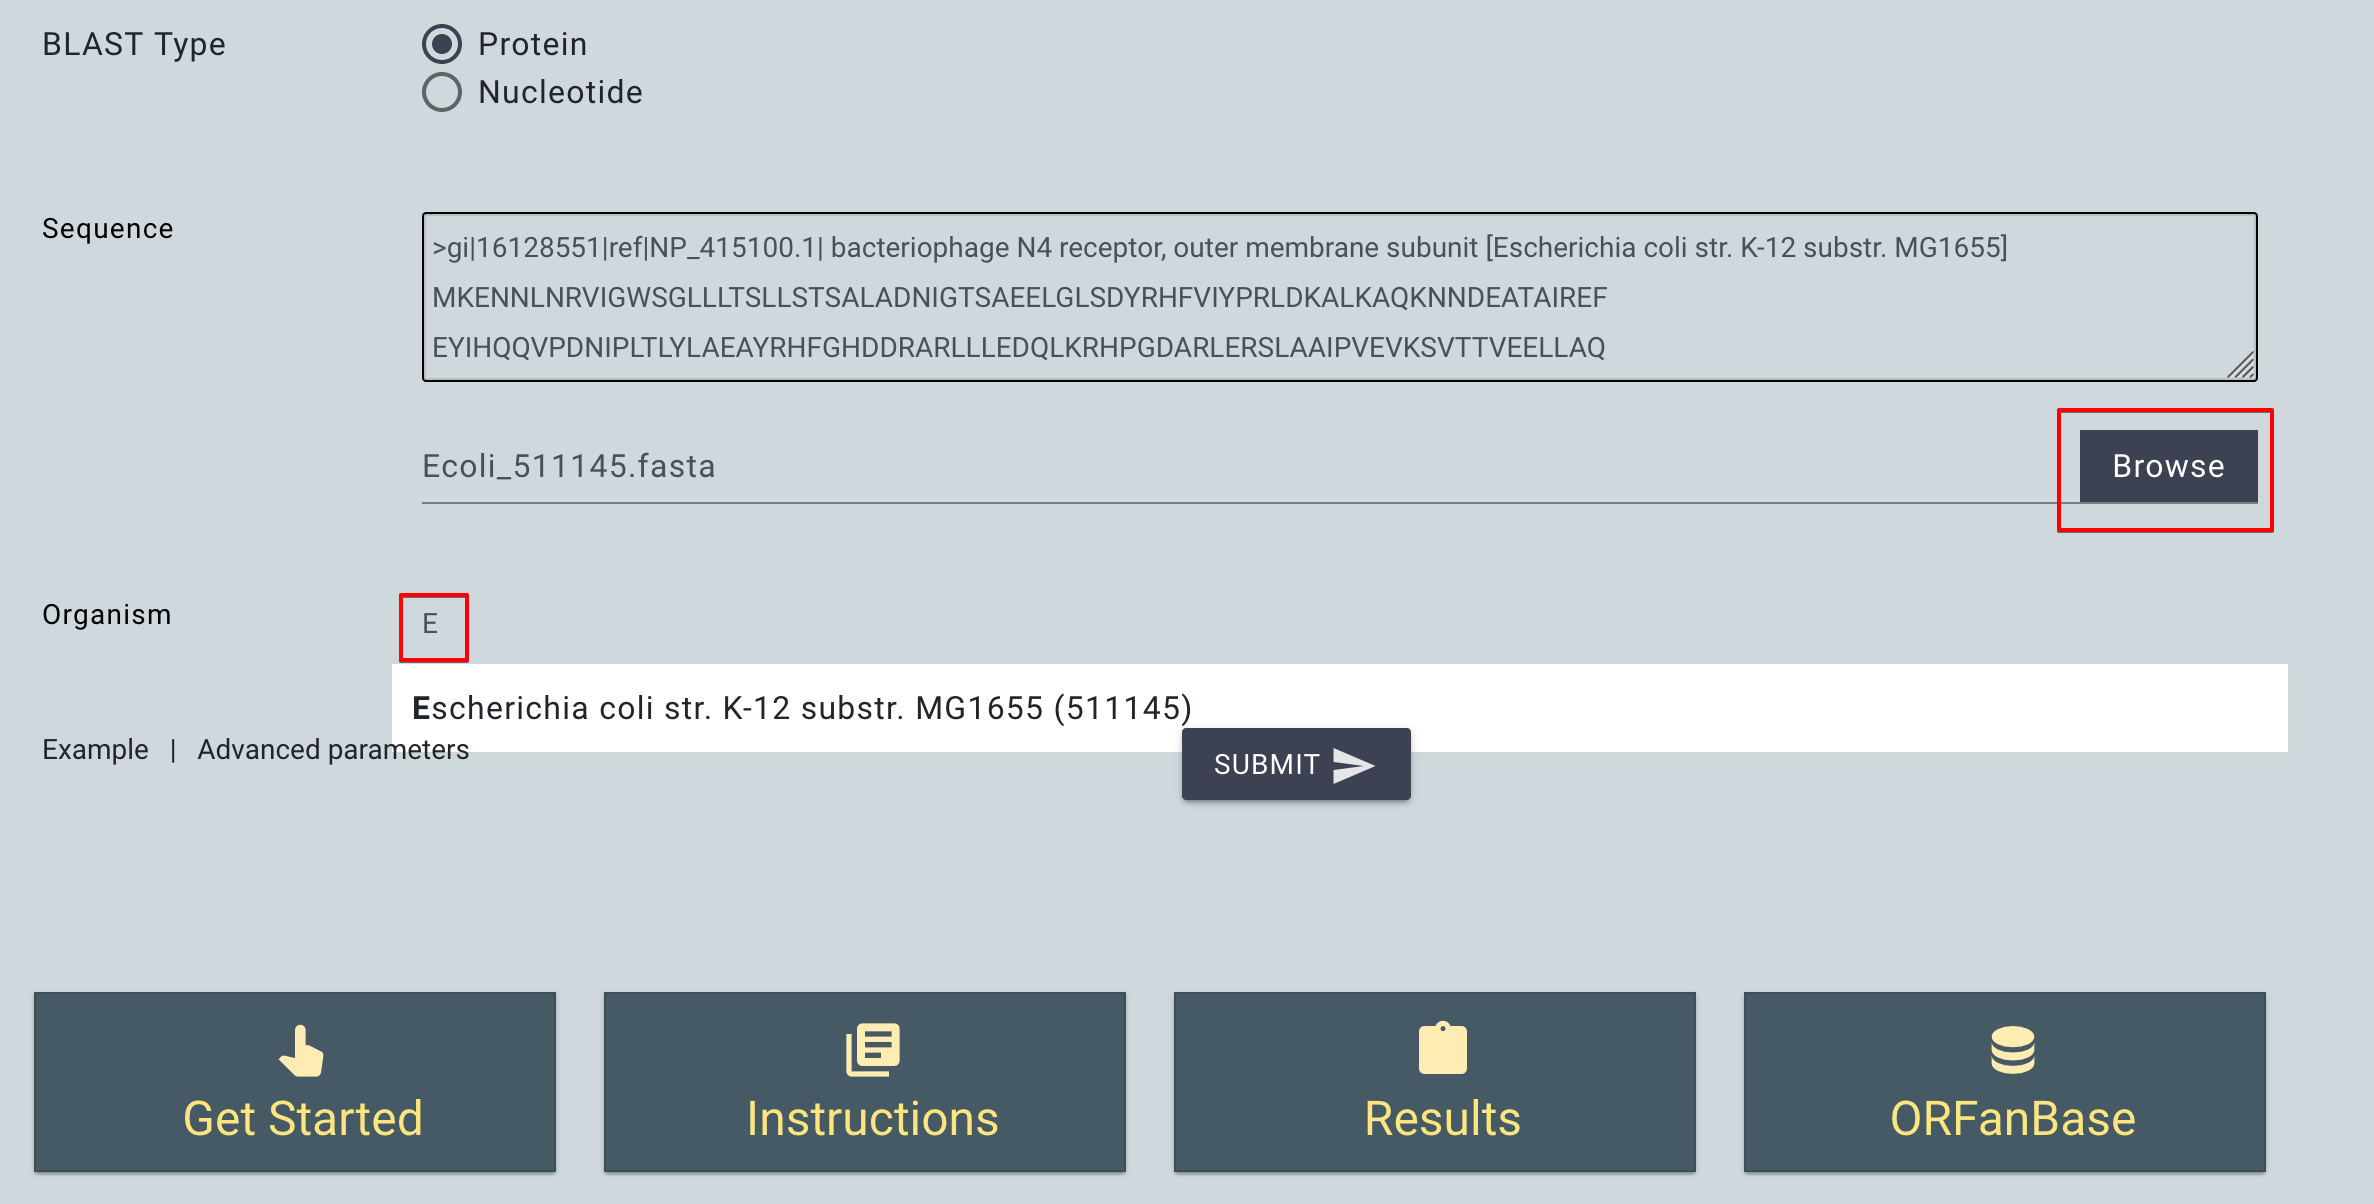 BLAST Type
Protein
Nucleotide
Sequence
>gi|16128551|ref|NP_415100.1| bacteriophage N4 receptor, outer membrane subunit [Escherichia coli str. K-12 substr. MG1655]
MKENNLNRVIGWSGLLLTSLLSTSALADNIGTSAEELGLSDYRHFVIYPRLDKALKAQKNNDEATAIREF
EYIHQQVPDNIPLTLYLAEAYRHFGHDDRARLLLEDQLKRHPGDARLERSLAAIPVEVKSVTTVEELLAQ
Ecoli_511145.fasta
Browse
Organism
E
Escherichia coli str. K-12 substr. MG1655 (511145)
Example | Advanced parameters
SUBMIT
Get Started
Instructions
Results
ORFanBase